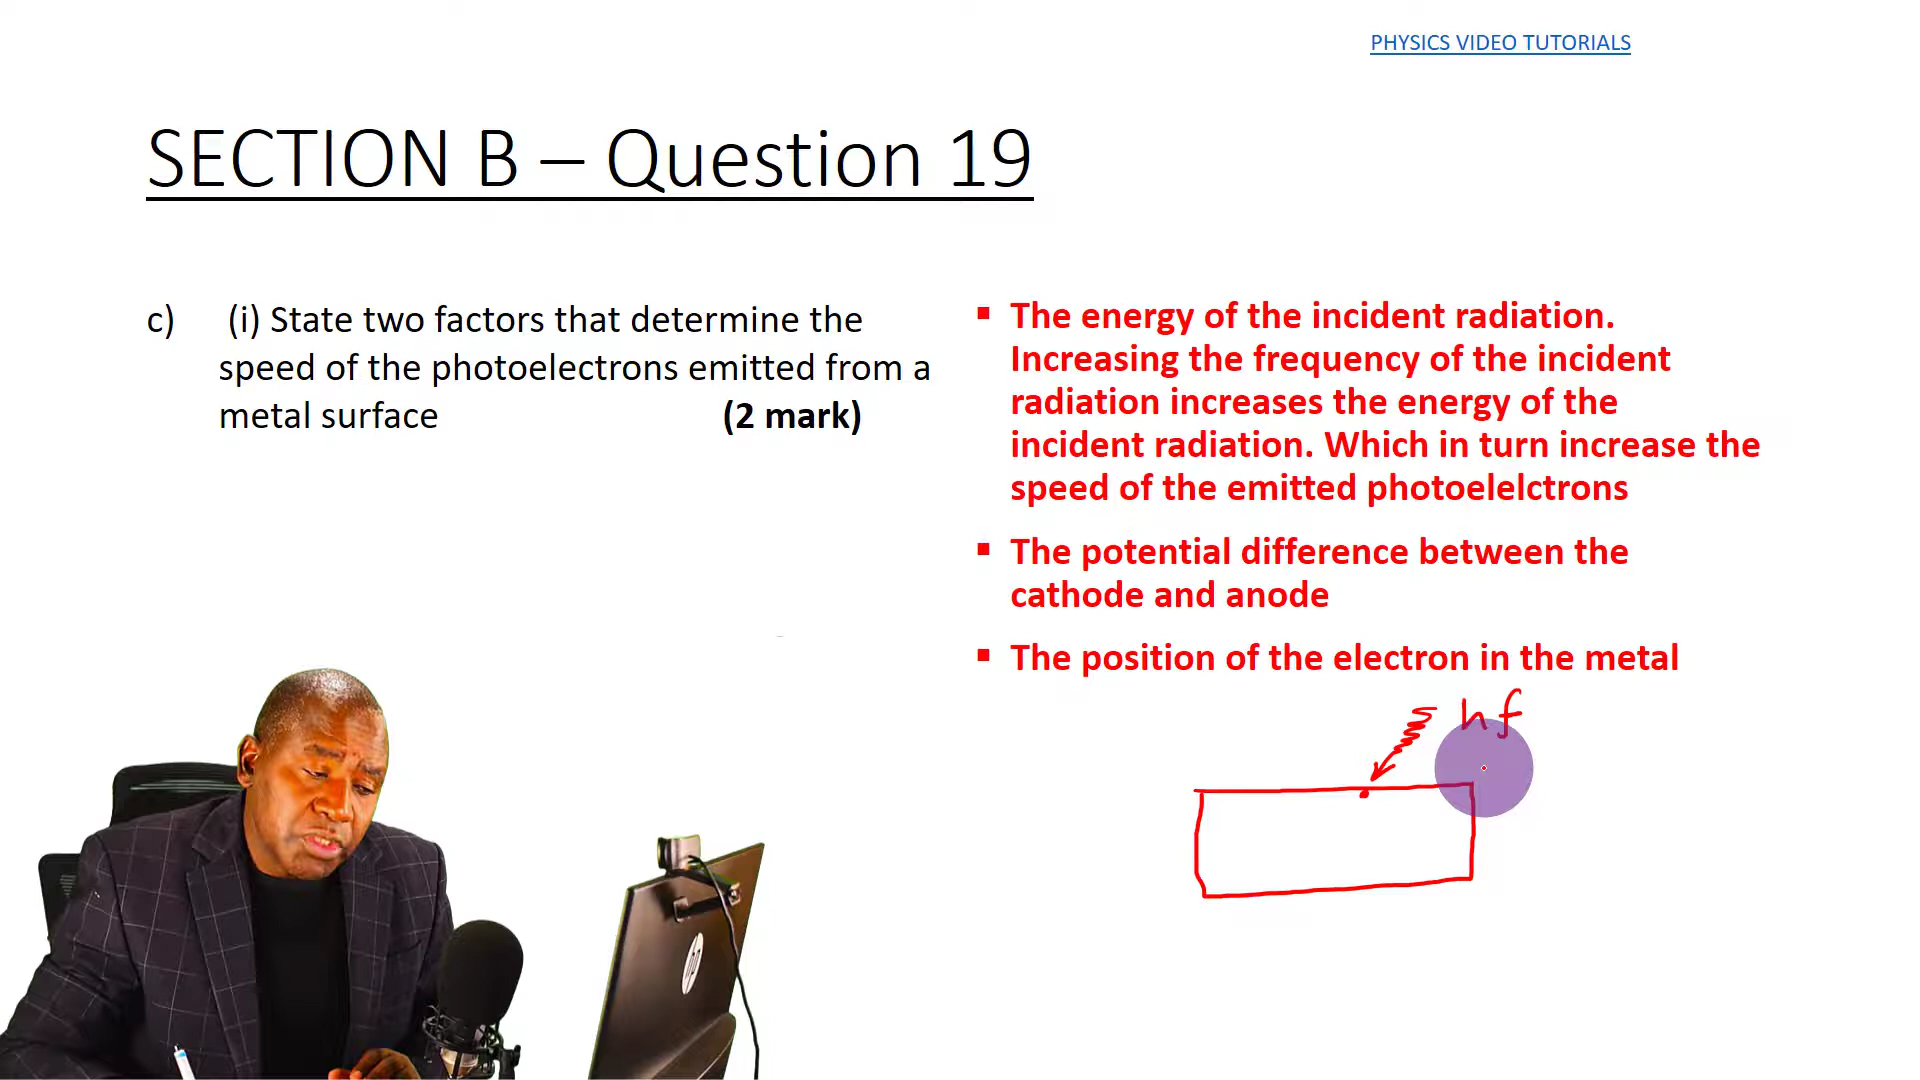 PHYSICS VIDEO TUTORIALS
SECTION B – Question 19
c) (i) State two factors that determine the
speed of the photoelectrons emitted from a
metal surface (2 mark)
▪ The energy of the incident radiation.
Increasing the frequency of the incident
radiation increases the energy of the
incident radiation. Which in turn increase the
speed of the emitted photoelelctrons
▪ The potential difference between the
cathode and anode
▪ The position of the electron in the metal
hf
hp